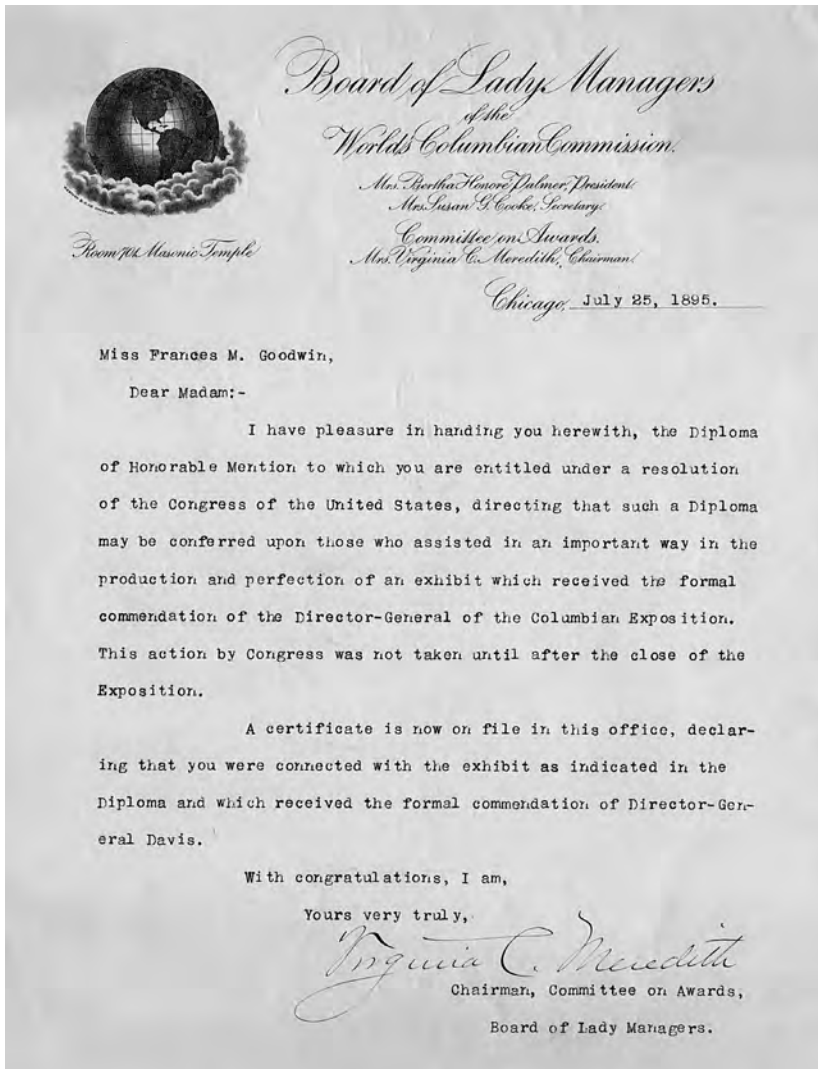 Board of Lady Managers
of the
World's Columbian Commission.
Mrs. Bertha Honoré Palmer, President.
Mrs. Susan G. Cooke, Secretary.
Committee on Awards.
Mrs. Virginia C. Meredith, Chairman.
Room 701 Masonic Temple
Chicago, July 25, 1895.
Miss Frances M. Goodwin,
Dear Madam:-
I have pleasure in handing you herewith, the Diploma
of Honorable Mention to which you are entitled under a resolution
of the Congress of the United States, directing that such a Diploma
may be conferred upon those who assisted in an important way in the
production and perfection of an exhibit which received the formal
commendation of the Director-General of the Columbian Exposition.
This action by Congress was not taken until after the close of the
Exposition.
A certificate is now on file in this office, declar-
ing that you were connected with the exhibit as indicated in the
Diploma and which received the formal commendation of Director-Gen-
eral Davis.
With congratulations, I am,
Yours very truly,
Virginia C. Meredith
Chairman, Committee on Awards,
Board of Lady Managers.